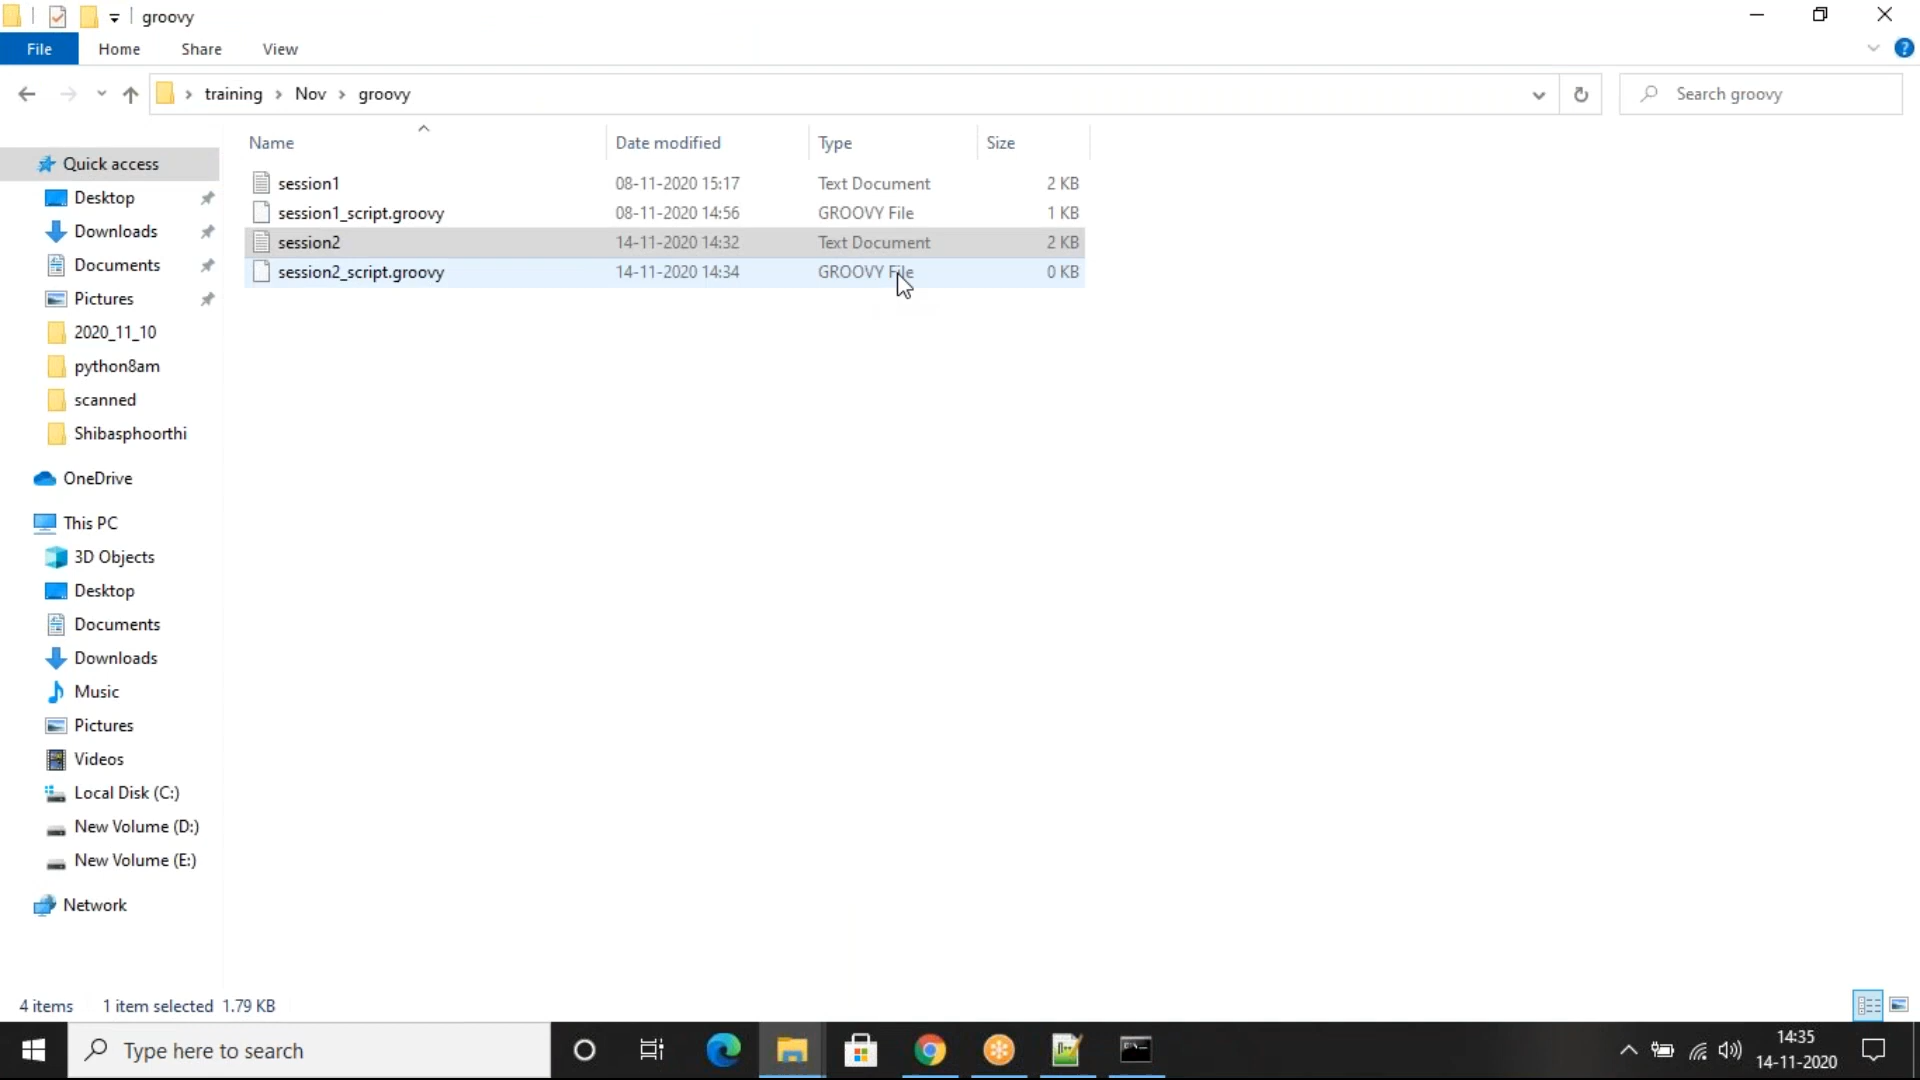 groovy
File Home Share View
training Nov groovy
Search groovy
Name Date modified Type Size
Quick access
Desktop
Downloads
Documents
Pictures
2020_11_10
python8am
scanned
Shibasphoorthi
OneDrive
This PC
3D Objects
Desktop
Documents
Downloads
Music
Pictures
Videos
Local Disk (C:)
New Volume (D:)
New Volume (E:)
Network
session1 08-11-2020 15:17 Text Document 2 KB
session1_script.groovy 08-11-2020 14:56 GROOVY File 1 KB
session2 14-11-2020 14:32 Text Document 2 KB
session2_script.groovy 14-11-2020 14:34 GROOVY File 0 KB
4 items 1 item selected 1.79 KB
Type here to search
14:35
14-11-2020